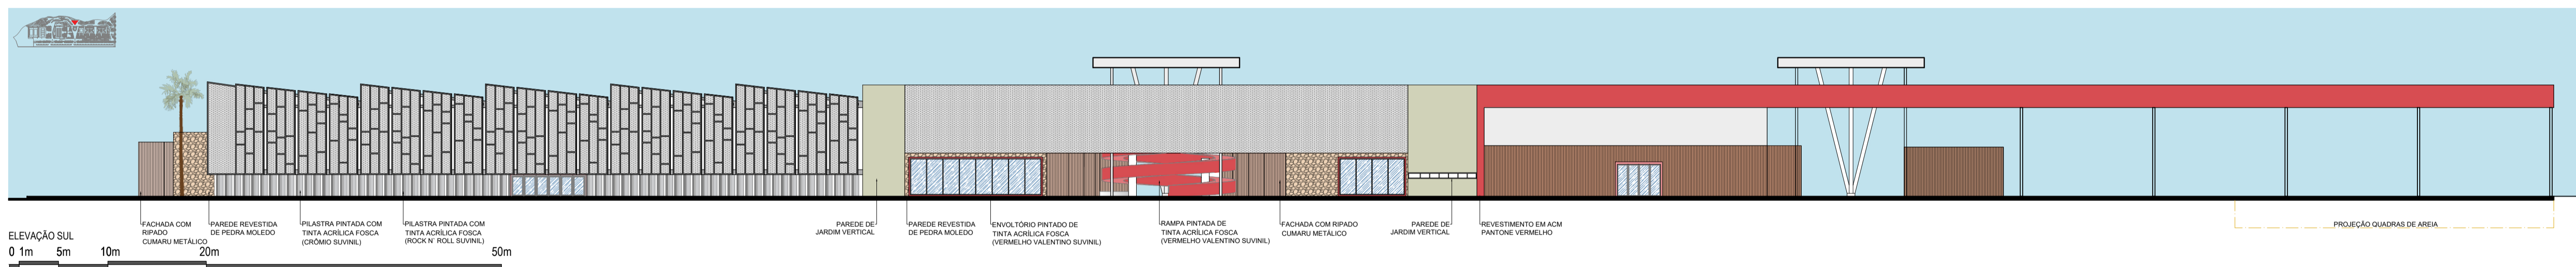 FACHADA COM
RIPADO
CUMARU METÁLICO
PAREDE REVESTIDA
DE PEDRA MOLEDO
PILASTRA PINTADA COM
TINTA ACRÍLICA FOSCA
(CRÔMIO SUVINIL)
PILASTRA PINTADA COM
TINTA ACRÍLICA FOSCA
(ROCK N` ROLL SUVINIL)
PAREDE DE
JARDIM VERTICAL
PAREDE REVESTIDA
DE PEDRA MOLEDO
ENVOLTÓRIO PINTADO DE
TINTA ACRÍLICA FOSCA
(VERMELHO VALENTINO SUVINIL)
RAMPA PINTADA DE
TINTA ACRÍLICA FOSCA
(VERMELHO VALENTINO SUVINIL)
FACHADA COM RIPADO
CUMARU METÁLICO
PAREDE DE
JARDIM VERTICAL
REVESTIMENTO EM ACM
PANTONE VERMELHO
PROJEÇÃO QUADRAS DE AREIA
ELEVAÇÃO SUL
0 1m 5m 10m 20m 50m